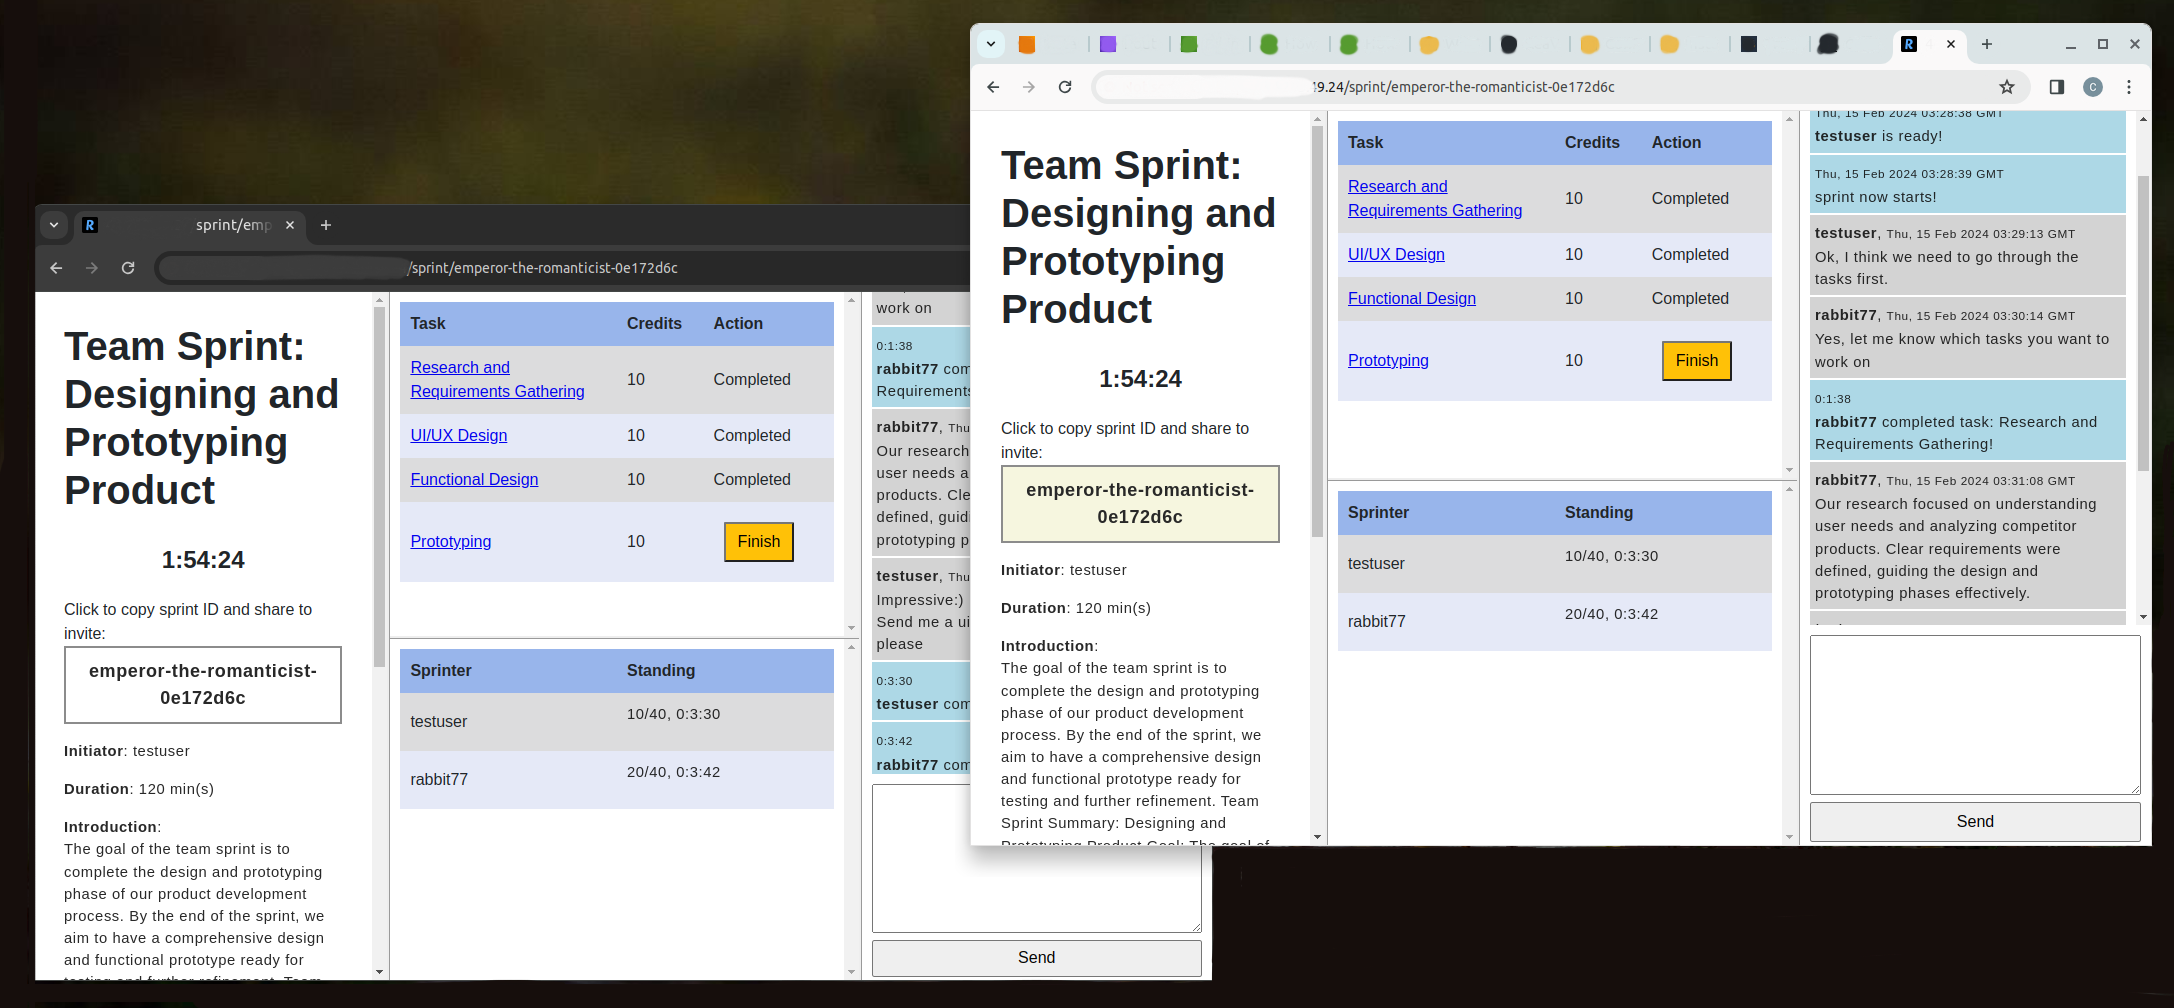 sprint/emp
/sprint/emperor-the-romanticist-0e172d6c
Team Sprint:
Designing and
Prototyping
Product
1:54:24
Click to copy sprint ID and share to
invite:
emperor-the-romanticist-
0e172d6c
Initiator: testuser
Duration: 120 min(s)
Introduction:
The goal of the team sprint is to
complete the design and prototyping
phase of our product development
process. By the end of the sprint, we
aim to have a comprehensive design
and functional prototype ready for
testing and further refinement. Team
Task Credits Action
Research and
Requirements Gathering 10 Completed
UI/UX Design 10 Completed
Functional Design 10 Completed
Prototyping 10 Finish
Sprinter Standing
testuser 10/40, 0:3:30
rabbit77 20/40, 0:3:42
work on
0:1:38
rabbit77 com
Requirements
rabbit77, Thu
Our research
user needs a
products. Cle
defined, guid
prototyping p
testuser, Thu
Impressive:)
Send me a ui
please
0:3:30
testuser com
0:3:42
rabbit77 com
Send
9.24/sprint/emperor-the-romanticist-0e172d6c
C
Team Sprint:
Designing and
Prototyping
Product
1:54:24
Click to copy sprint ID and share to
invite:
emperor-the-romanticist-
0e172d6c
Initiator: testuser
Duration: 120 min(s)
Introduction:
The goal of the team sprint is to
complete the design and prototyping
phase of our product development
process. By the end of the sprint, we
aim to have a comprehensive design
and functional prototype ready for
testing and further refinement. Team
Sprint Summary: Designing and
Prototyping Product Goal: The goal of
Task Credits Action
Research and
Requirements Gathering 10 Completed
UI/UX Design 10 Completed
Functional Design 10 Completed
Prototyping 10 Finish
Sprinter Standing
testuser 10/40, 0:3:30
rabbit77 20/40, 0:3:42
Thu, 15 Feb 2024 03:28:38 GMT
testuser is ready!
Thu, 15 Feb 2024 03:28:39 GMT
sprint now starts!
testuser, Thu, 15 Feb 2024 03:29:13 GMT
Ok, I think we need to go through the
tasks first.
rabbit77, Thu, 15 Feb 2024 03:30:14 GMT
Yes, let me know which tasks you want to
work on
0:1:38
rabbit77 completed task: Research and
Requirements Gathering!
rabbit77, Thu, 15 Feb 2024 03:31:08 GMT
Our research focused on understanding
user needs and analyzing competitor
products. Clear requirements were
defined, guiding the design and
prototyping phases effectively.
Send